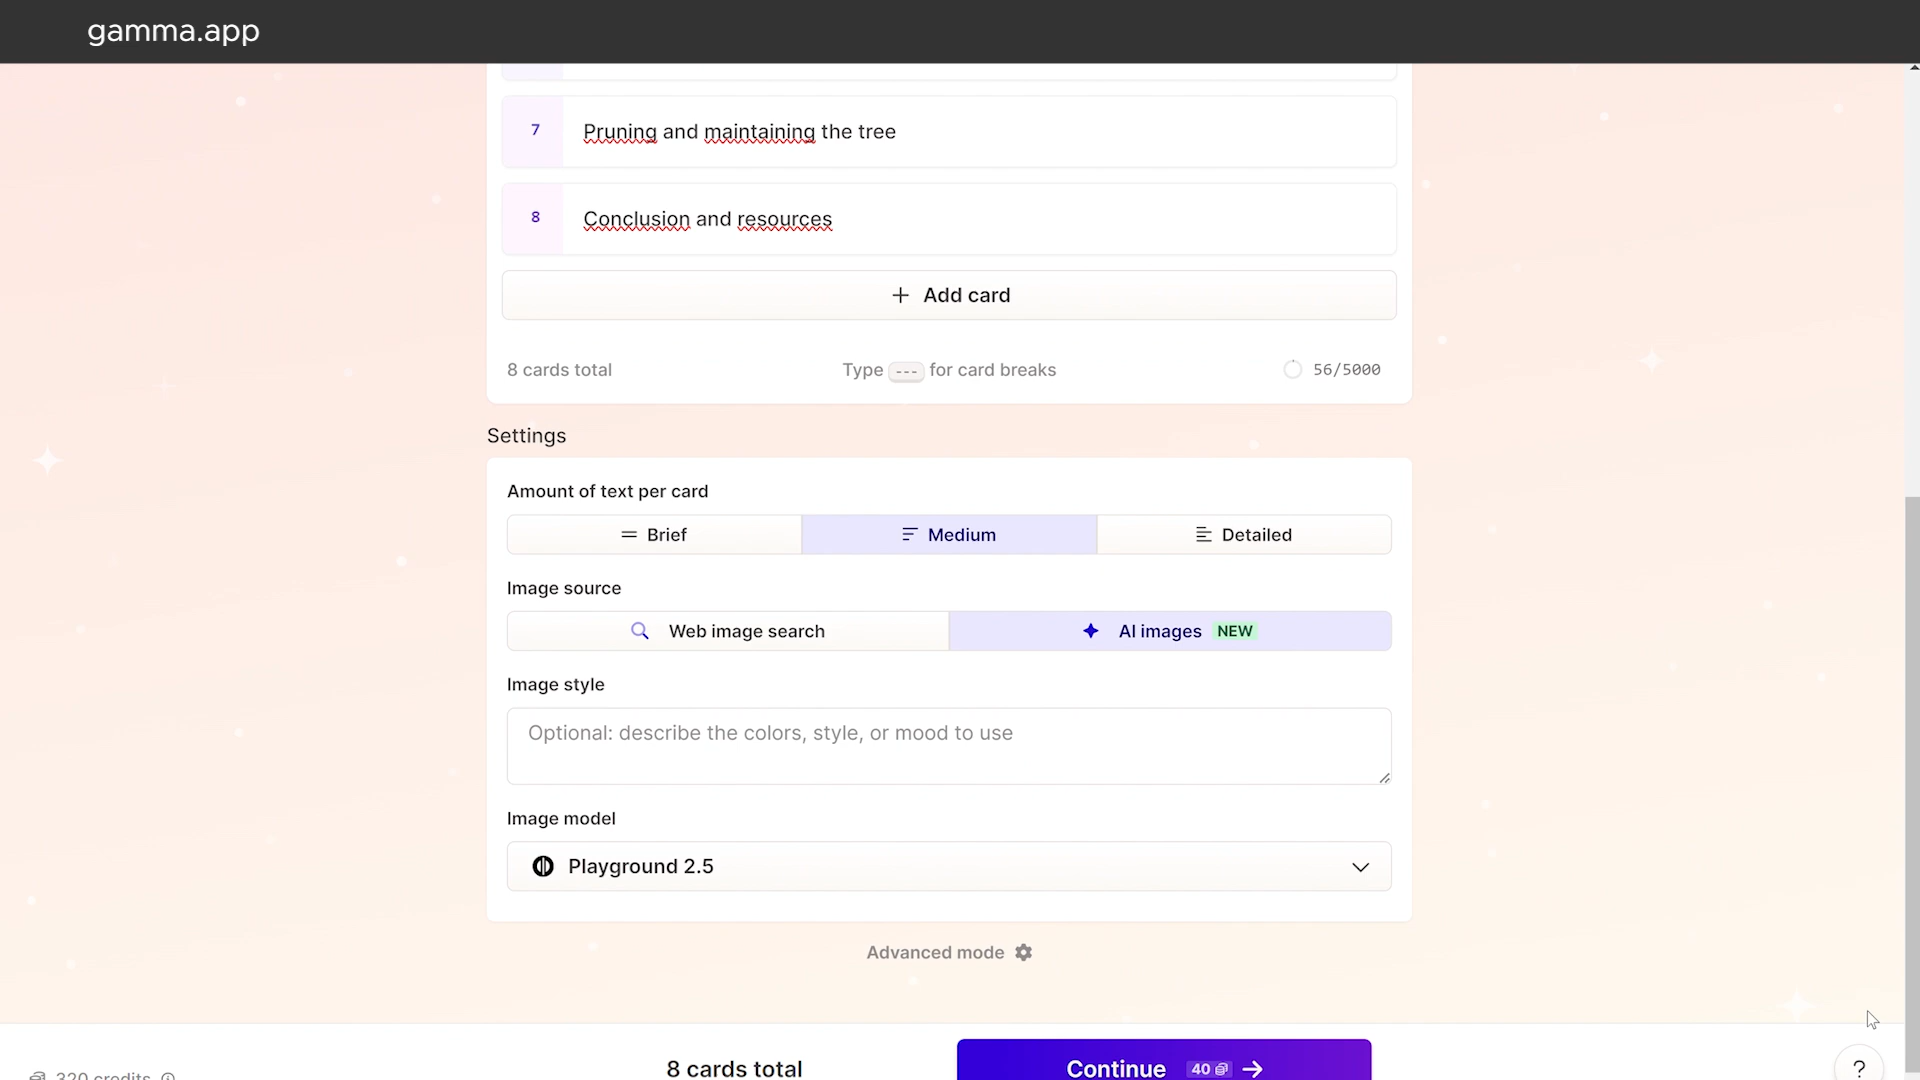 gamma.app
7
Pruning and maintaining the tree
8
Conclusion and resources
+ Add card
8 cards total
Type --- for card breaks
56/5000
Settings
Amount of text per card
Brief
Medium
Detailed
Image source
Web image search
AI images NEW
Image style
Optional: describe the colors, style, or mood to use
Image model
Playground 2.5
Advanced mode
320 credits
8 cards total
Continue 40 →
?